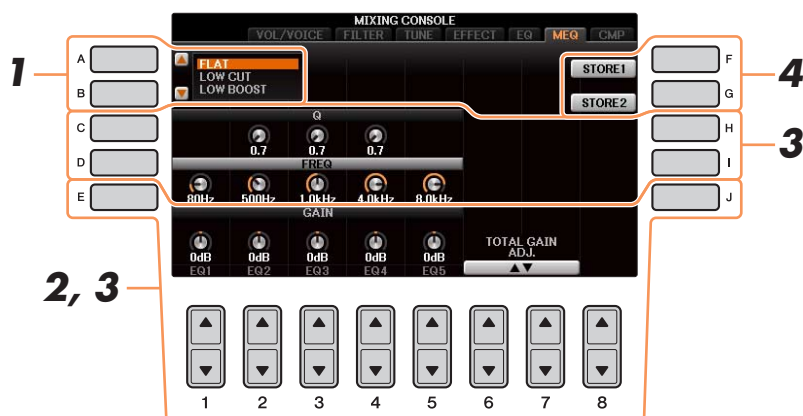 MIXING CONSOLE
VOL/VOICE FILTER TUNE EFFECT EQ MEQ CMP
1
A
B
C
D
E
FLAT
LOW CUT
LOW BOOST
STORE1
STORE2
F
G
H
I
J
4
3
Q
0.7 0.7 0.7
FREQ
80Hz 500Hz 1.0kHz 4.0kHz 8.0kHz
GAIN
0dB 0dB 0dB 0dB 0dB
EQ1 EQ2 EQ3 EQ4 EQ5
TOTAL GAIN
ADJ.
▲▼
2, 3
1 2 3 4 5 6 7 8